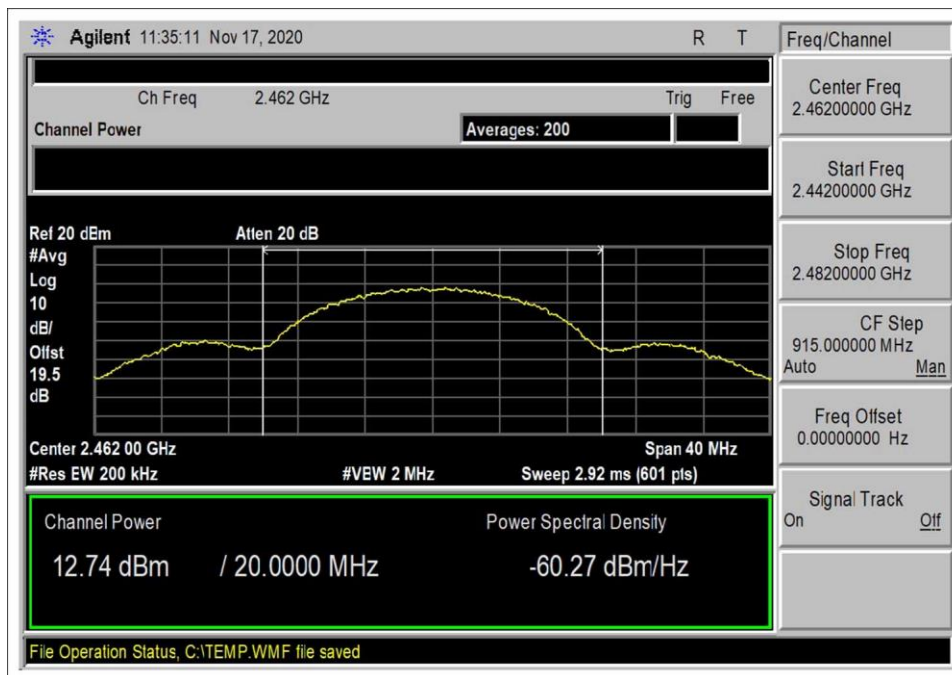 Agilent 11:35:11 Nov 17, 2020 R T
Ch Freq 2.462 GHz Trig Free
Channel Power Averages: 200
Ref 20 dBm Atten 20 dB
#Avg
Log
10
dB/
Offst
19.5
dB
Center 2.462 00 GHz Span 40 MHz
#Res BW 200 kHz #VBW 2 MHz Sweep 2.92 ms (601 pts)
Channel Power Power Spectral Density
12.74 dBm / 20.0000 MHz -60.27 dBm/Hz
File Operation Status, C:\TEMP.WMF file saved
Freq/Channel
Center Freq
2.46200000 GHz
Start Freq
2.44200000 GHz
Stop Freq
2.48200000 GHz
CF Step
915.000000 MHz
Auto Man
Freq Offset
0.00000000 Hz
Signal Track
On Off